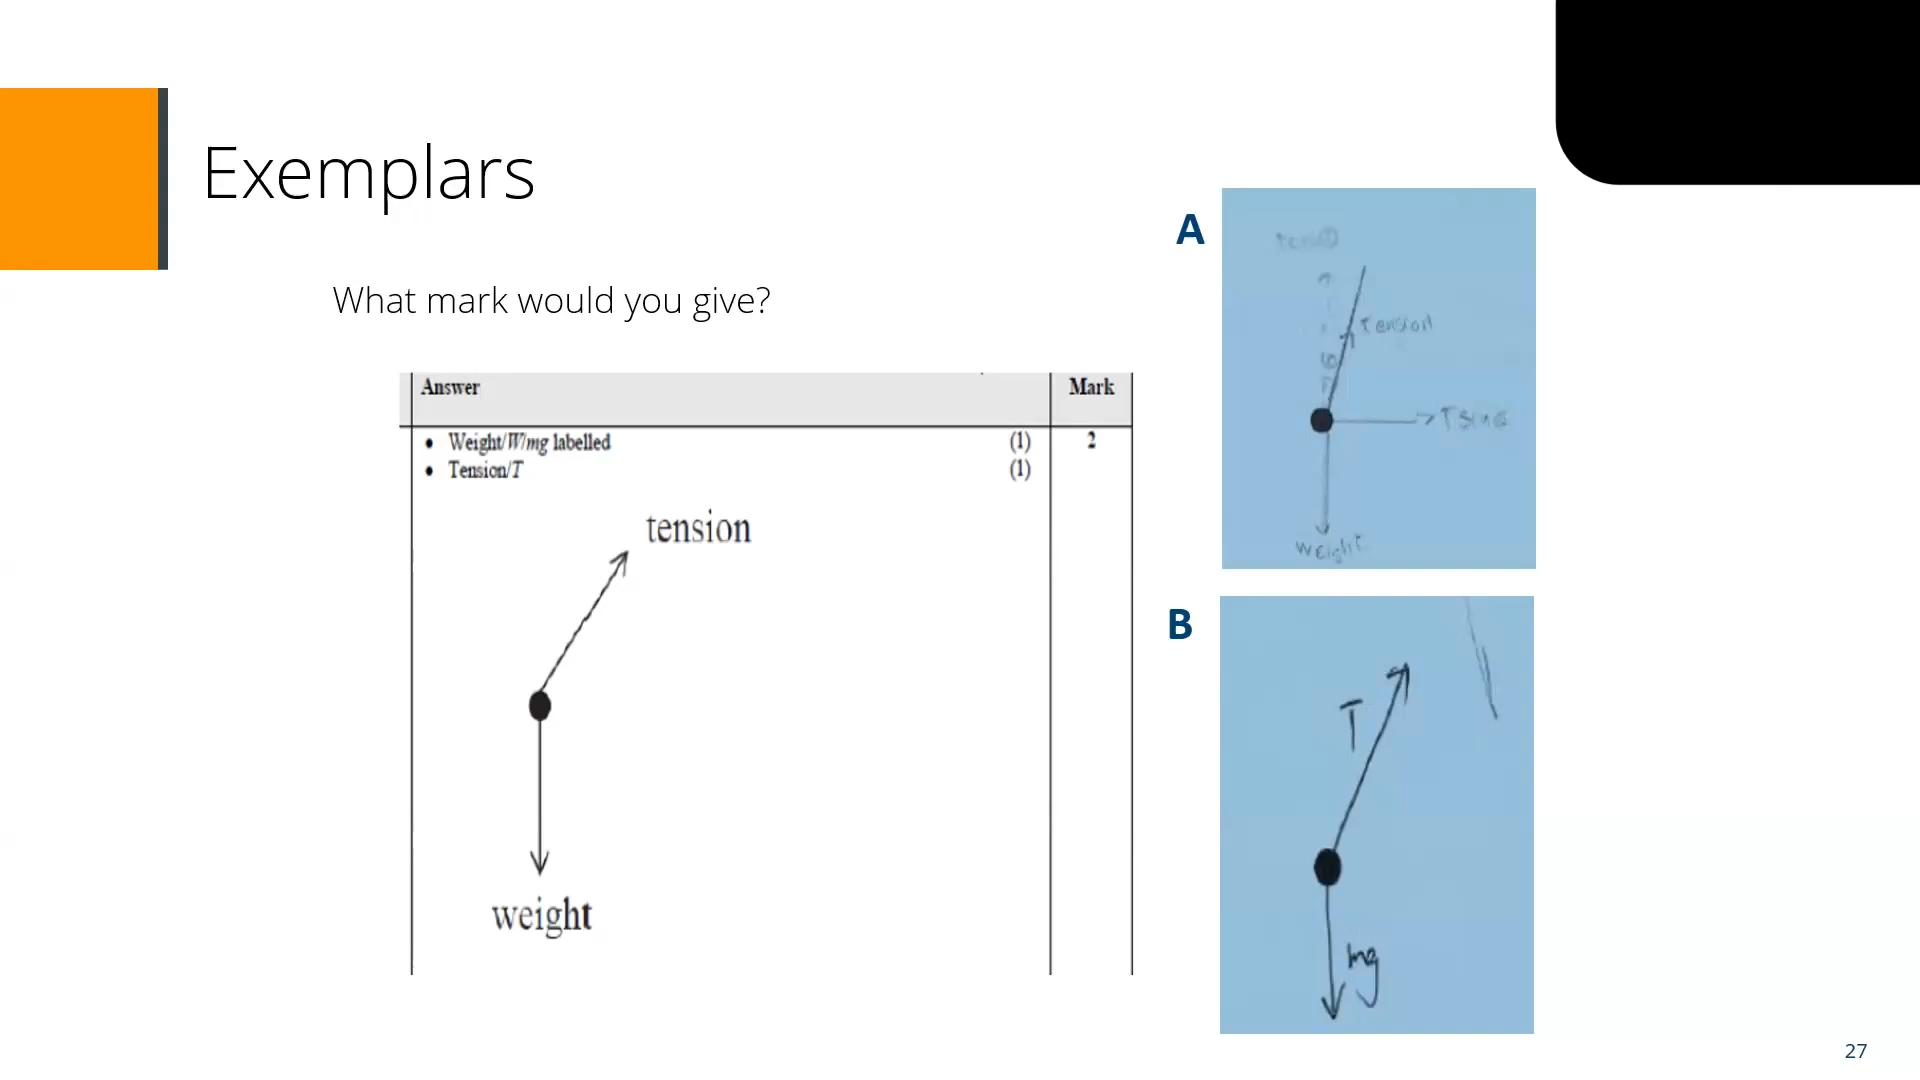 Exemplars
What mark would you give?
Answer Mark
• Weight/W/mg labelled (1) 2
• Tension/T (1)
tension
weight
A
Tension
weight
B
T
mg
27